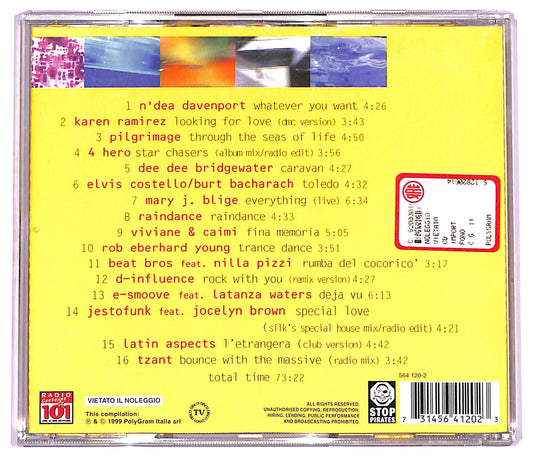 1 n'dea davenport whatever you want 4:26
2 karen ramirez looking for love (dmc version) 3:43
3 pilgrimage through the seas of life 4:50
4 4 hero star chasers (album mix/radio edit) 3:56
5 dee dee bridgewater caravan 4:27
6 elvis costello/burt bacharach toledo 4:32
7 mary j. blige everything (live) 6:34
8 raindance raindance 4:33
9 viviane & caimi fina memoria 5:05
10 rob eberhard young trance dance 3:51
11 beat bros feat. nilla pizzi rumba del cocorico' 3:17
12 d-influence rock with you (remix version) 4:27
13 e-smoove feat. latanza waters deja vu 6:13
14 jestofunk feat. jocelyn brown special love
(silk's special house mix/radio edit) 4:21
15 latin aspects l'etrangera (club version) 4:42
16 tzant bounce with the massive (radio mix) 3:42
total time 73:22
564 120-2
NOLEGGIO
VIETATO
IMPORT
POLYGRAM
RADIO
101
VIETATO IL NOLEGGIO
This compilation:
℗ & © 1999 PolyGram Italia srl
TV
ALL RIGHTS RESERVED.
UNAUTHORISED COPYING, REPRODUCTION,
HIRING, LENDING, PUBLIC PERFORMANCE
AND BROADCASTING PROHIBITED.
STOP
PIRATES
7 31456 41202 3